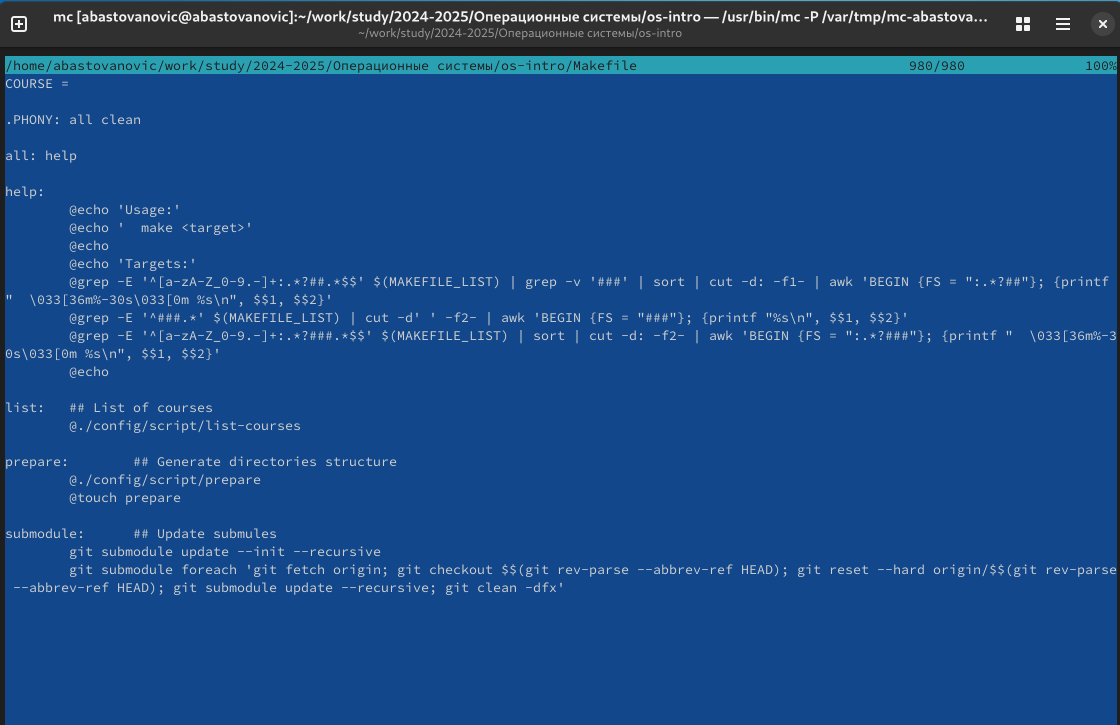 mc [abastovanovic@abastovanovic]:~/work/study/2024-2025/Операционные системы/os-intro — /usr/bin/mc -P /var/tmp/mc-abastova…
~/work/study/2024-2025/Операционные системы/os-intro
/home/abastovanovic/work/study/2024-2025/Операционные системы/os-intro/Makefile 980/980 100%
COURSE =
.PHONY: all clean
all: help
help:
@echo 'Usage:'
@echo '  make <target>'
@echo
@echo 'Targets:'
@grep -E '^[a-zA-Z_0-9.-]+:.*?##.*$$' $(MAKEFILE_LIST) | grep -v '###' | sort | cut -d: -f1- | awk 'BEGIN {FS = ":.*?##"}; {printf
"  \033[36m%-30s\033[0m %s\n", $$1, $$2}'
@grep -E '^###.*' $(MAKEFILE_LIST) | cut -d' ' -f2- | awk 'BEGIN {FS = "###"}; {printf "%s\n", $$1, $$2}'
@grep -E '^[a-zA-Z_0-9.-]+:.*?###.*$$' $(MAKEFILE_LIST) | sort | cut -d: -f2- | awk 'BEGIN {FS = ":.*?###"}; {printf "  \033[36m%-3
0s\033[0m %s\n", $$1, $$2}'
@echo
list:   ## List of courses
@./config/script/list-courses
prepare:        ## Generate directories structure
@./config/script/prepare
@touch prepare
submodule:      ## Update submules
git submodule update --init --recursive
git submodule foreach 'git fetch origin; git checkout $$(git rev-parse --abbrev-ref HEAD); git reset --hard origin/$$(git rev-parse
--abbrev-ref HEAD); git submodule update --recursive; git clean -dfx'